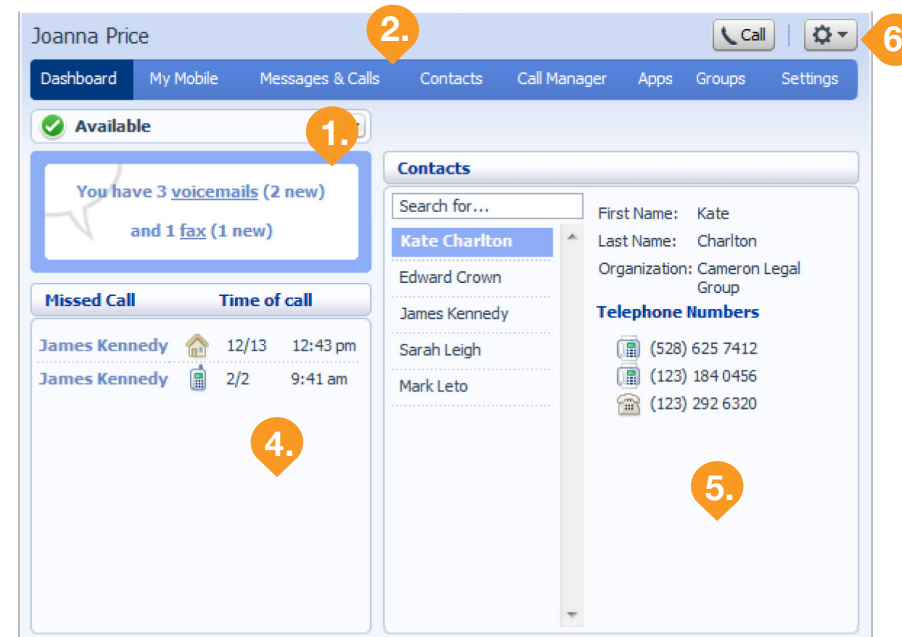 Joanna Price
2.
Call
6
Dashboard My Mobile Messages & Calls Contacts Call Manager Apps Groups Settings
Available
1.
You have 3 voicemails (2 new)
and 1 fax (1 new)
Missed Call Time of call
James Kennedy 12/13 12:43 pm
James Kennedy 2/2 9:41 am
4.
Contacts
Search for...
Kate Charlton
Edward Crown
James Kennedy
Sarah Leigh
Mark Leto
First Name: Kate
Last Name: Charlton
Organization: Cameron Legal
Group
Telephone Numbers
(528) 625 7412
(123) 184 0456
(123) 292 6320
5.